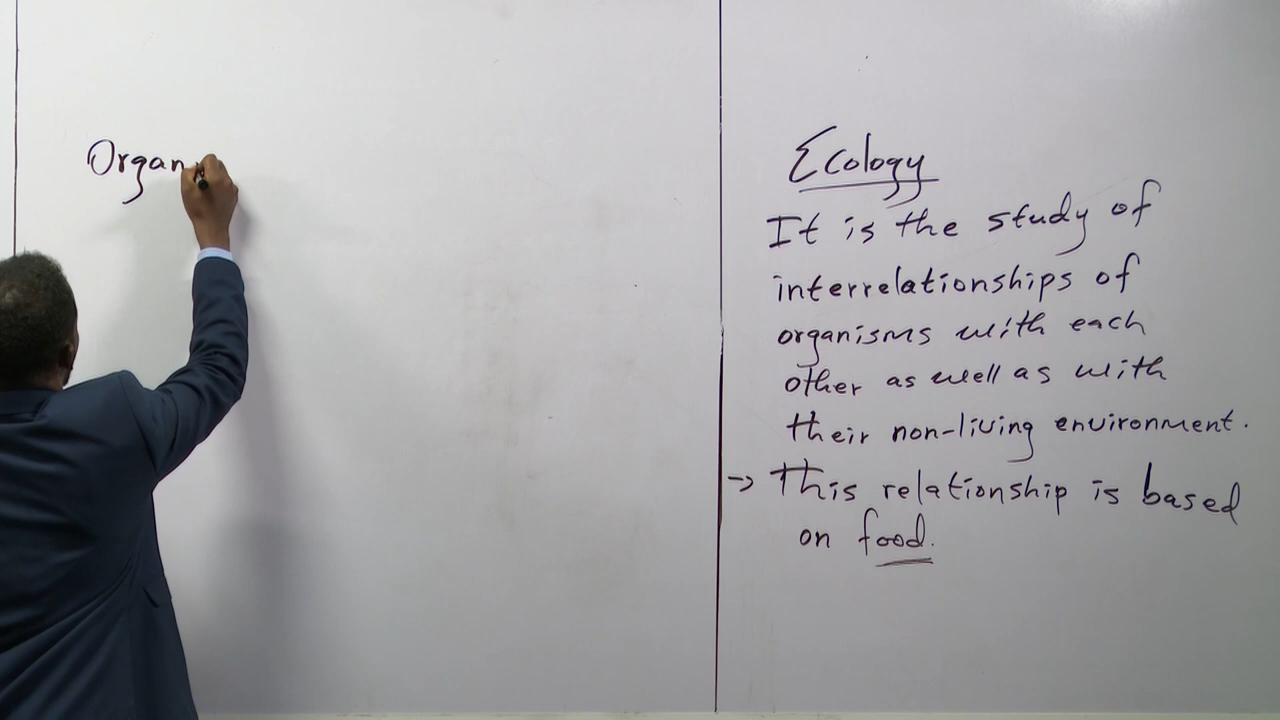 Organ
Ecology
It is the study of
interrelationships of
organisms with each
other as well as with
their non-living environment.
→ This relationship is based
on food.